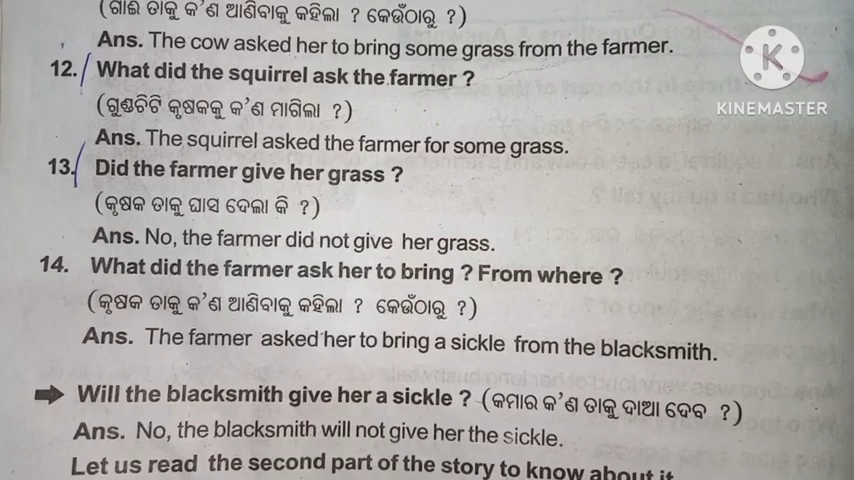 (ଗାଈ ତାକୁ କ'ଣ ଆଣିବାକୁ କହିଲା ? କେଉଁଠାରୁ ?)
Ans. The cow asked her to bring some grass from the farmer.
12. What did the squirrel ask the farmer ?
(ଗୁଣ୍ଡୁଚିଟି କୃଷକକୁ କ'ଣ ମାଗିଲା ?)
Ans. The squirrel asked the farmer for some grass.
13. Did the farmer give her grass ?
(କୃଷକ ତାକୁ ଘାସ ଦେଲା କି ?)
Ans. No, the farmer did not give her grass.
14. What did the farmer ask her to bring ? From where ?
(କୃଷକ ତାକୁ କ'ଣ ଆଣିବାକୁ କହିଲା ? କେଉଁଠାରୁ ?)
Ans. The farmer asked her to bring a sickle from the blacksmith.
Will the blacksmith give her a sickle ? (କମାର କ'ଣ ତାକୁ ଦାଆ ଦେବ ?)
Ans. No, the blacksmith will not give her the sickle.
Let us read the second part of the story to know about it
K
KINEMASTER